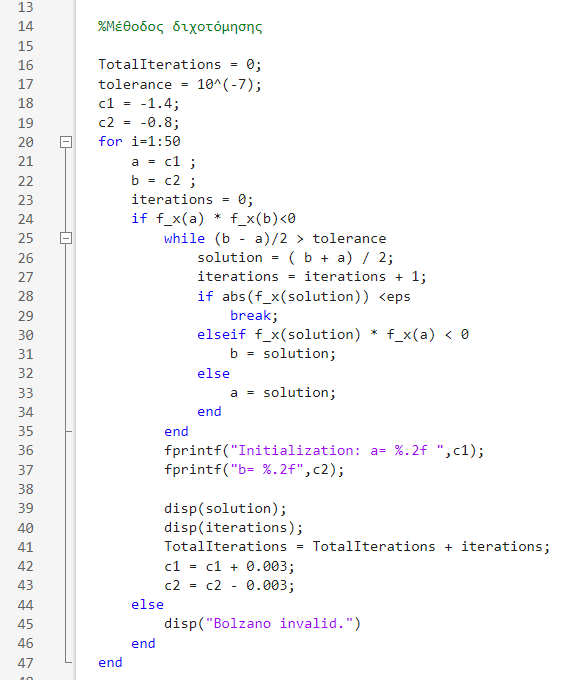 13
14 %Μέθοδος διχοτόμησης
15
16 TotalIterations = 0;
17 tolerance = 10^(-7);
18 c1 = -1.4;
19 c2 = -0.8;
20 for i=1:50
21 a = c1 ;
22 b = c2 ;
23 iterations = 0;
24 if f_x(a) * f_x(b)<0
25 while (b - a)/2 > tolerance
26 solution = ( b + a) / 2;
27 iterations = iterations + 1;
28 if abs(f_x(solution)) <eps
29 break;
30 elseif f_x(solution) * f_x(a) < 0
31 b = solution;
32 else
33 a = solution;
34 end
35 end
36 fprintf("Initialization: a= %.2f ",c1);
37 fprintf("b= %.2f",c2);
38
39 disp(solution);
40 disp(iterations);
41 TotalIterations = TotalIterations + iterations;
42 c1 = c1 + 0.003;
43 c2 = c2 - 0.003;
44 else
45 disp("Bolzano invalid.")
46 end
47 end